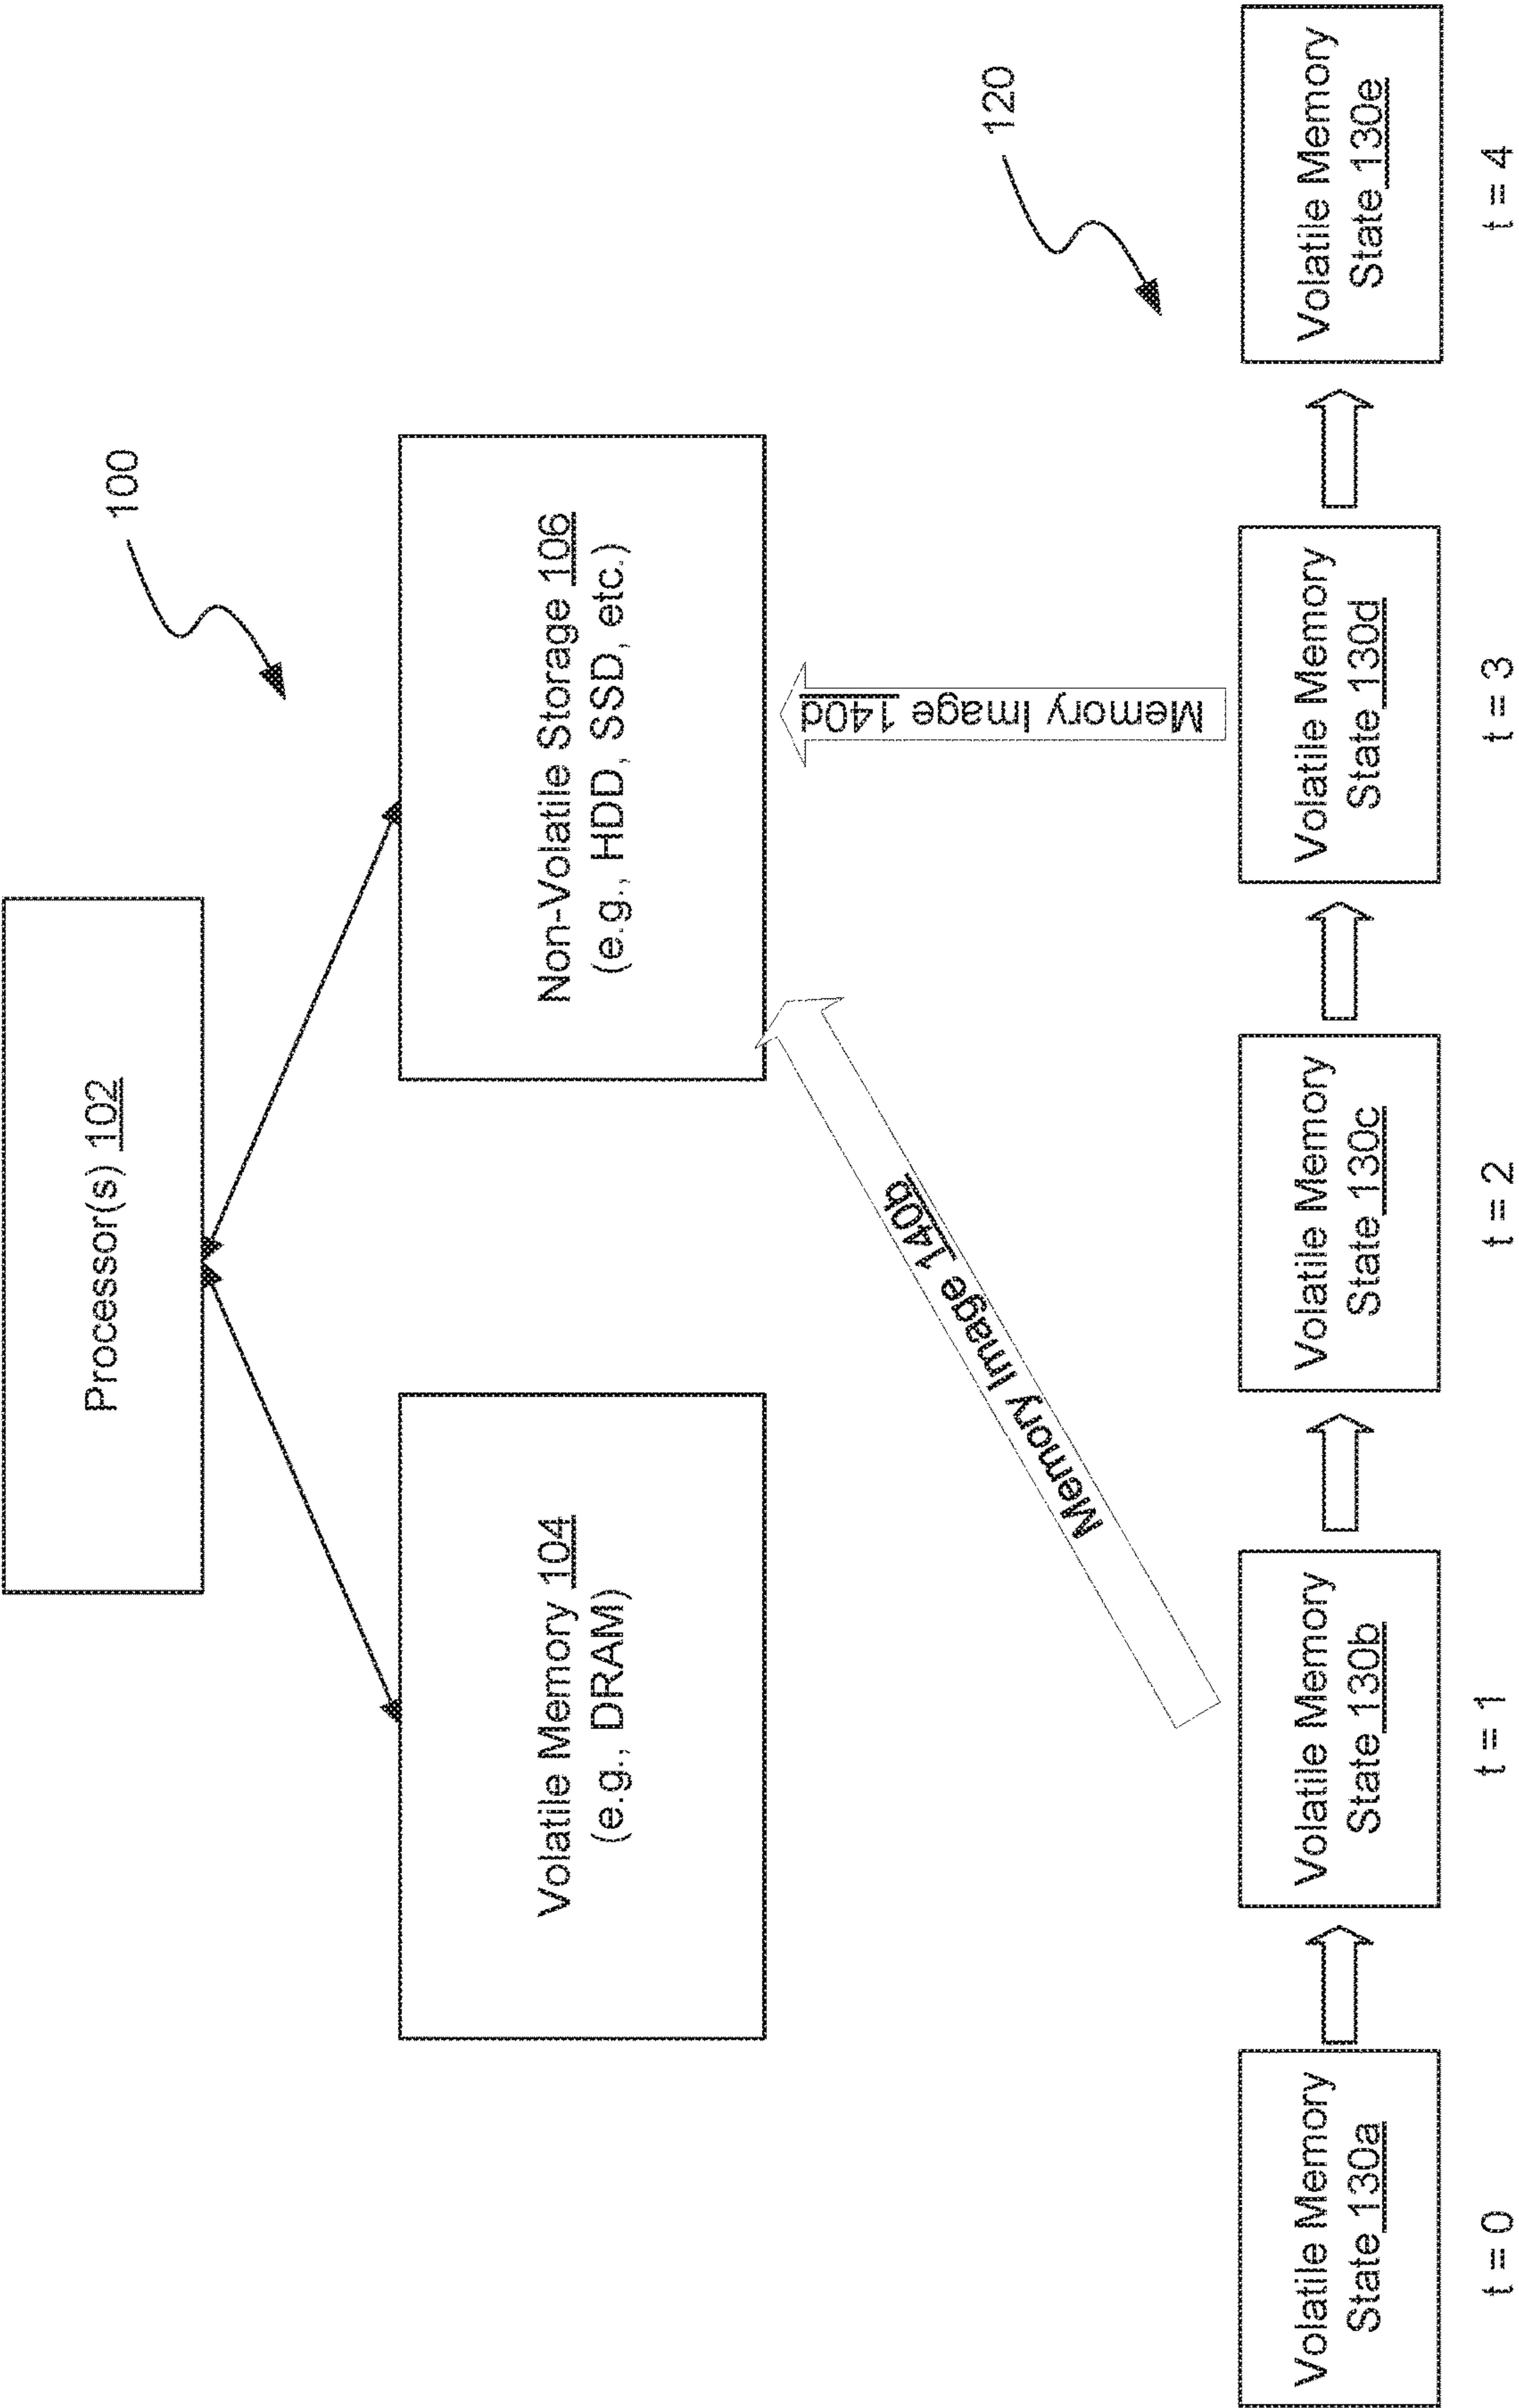 Processor(s) 102
100
Volatile Memory 104
(e.g., DRAM)
Non-Volatile Storage 106
(e.g., HDD, SSD, etc.)
Memory Image 140b
Memory Image 140d
120
Volatile Memory
State 130a
Volatile Memory
State 130b
Volatile Memory
State 130c
Volatile Memory
State 130d
Volatile Memory
State 130e
t = 0
t = 1
t = 2
t = 3
t = 4